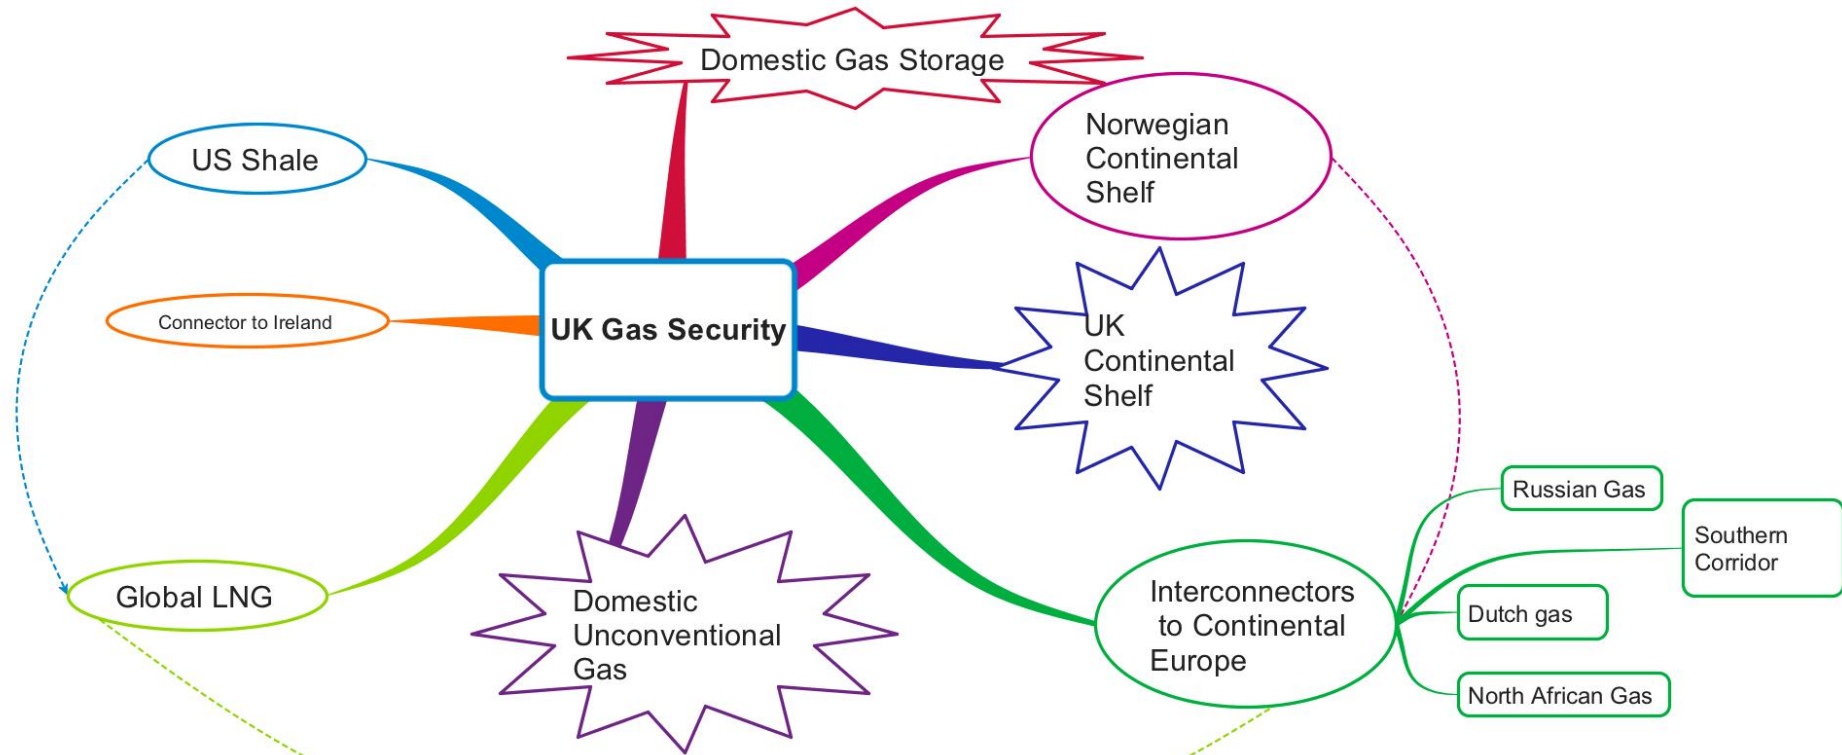 Domestic Gas Storage
Norwegian
Continental
Shelf
US Shale
Connector to Ireland
UK Gas Security
UK
Continental
Shelf
Russian Gas
Southern
Corridor
Global LNG
Domestic
Unconventional
Gas
Interconnectors
to Continental
Europe
Dutch gas
North African Gas